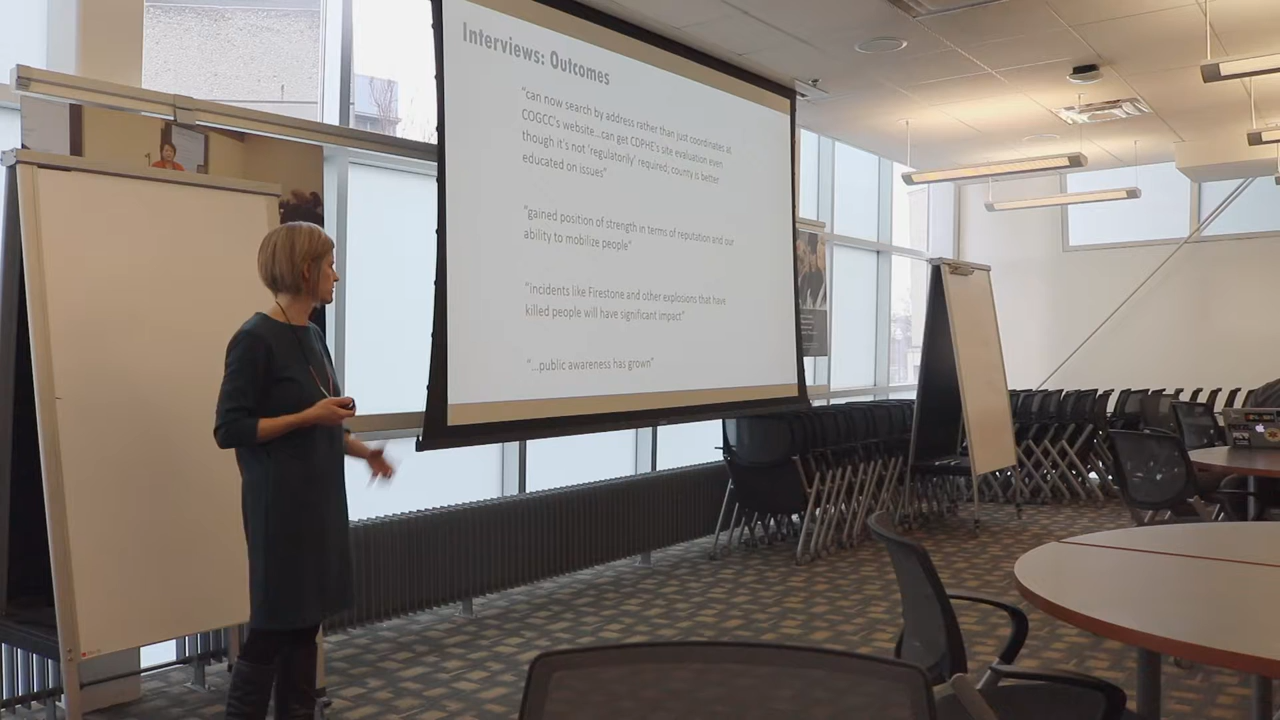 Interviews: Outcomes
"can now search by address rather than just coordinates at
COGCC's website...can get CDPHE's site evaluation even
though it's not 'regulatorily' required; county is better
educated on issues"
"gained position of strength in terms of reputation and our
ability to mobilize people"
"incidents like Firestone and other explosions that have
killed people will have significant impact"
"...public awareness has grown"